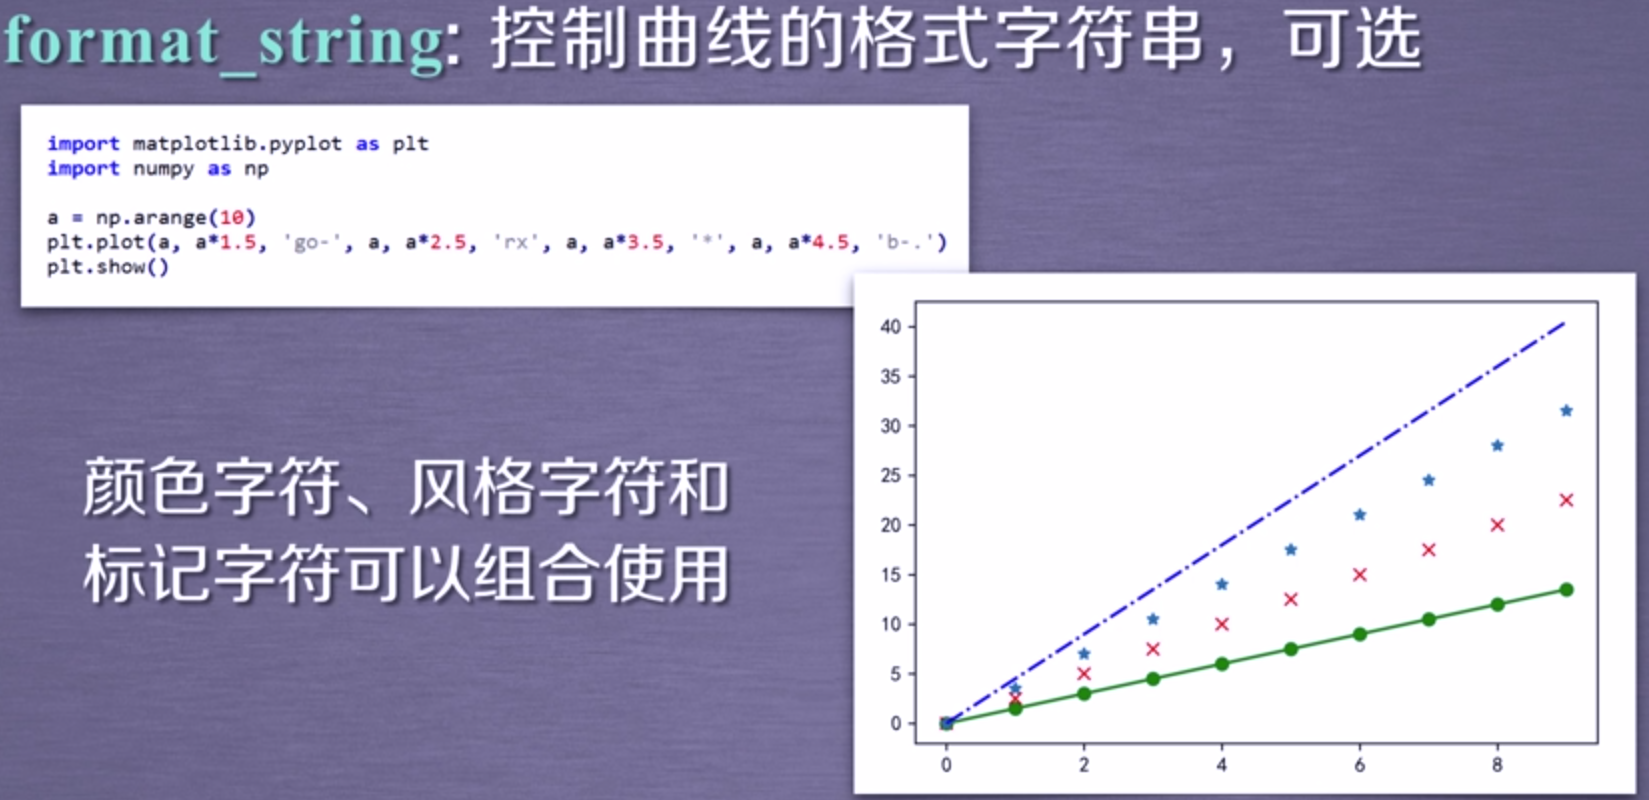 format_string: 控制曲线的格式字符串，可选
import matplotlib.pyplot as plt
import numpy as np
a = np.arange(10)
plt.plot(a, a*1.5, 'go-', a, a*2.5, 'rx', a, a*3.5, '*', a, a*4.5, 'b-.')
plt.show()
颜色字符、风格字符和
标记字符可以组合使用
40
35
30
25
20
15
10
5
0
0 2 4 6 8